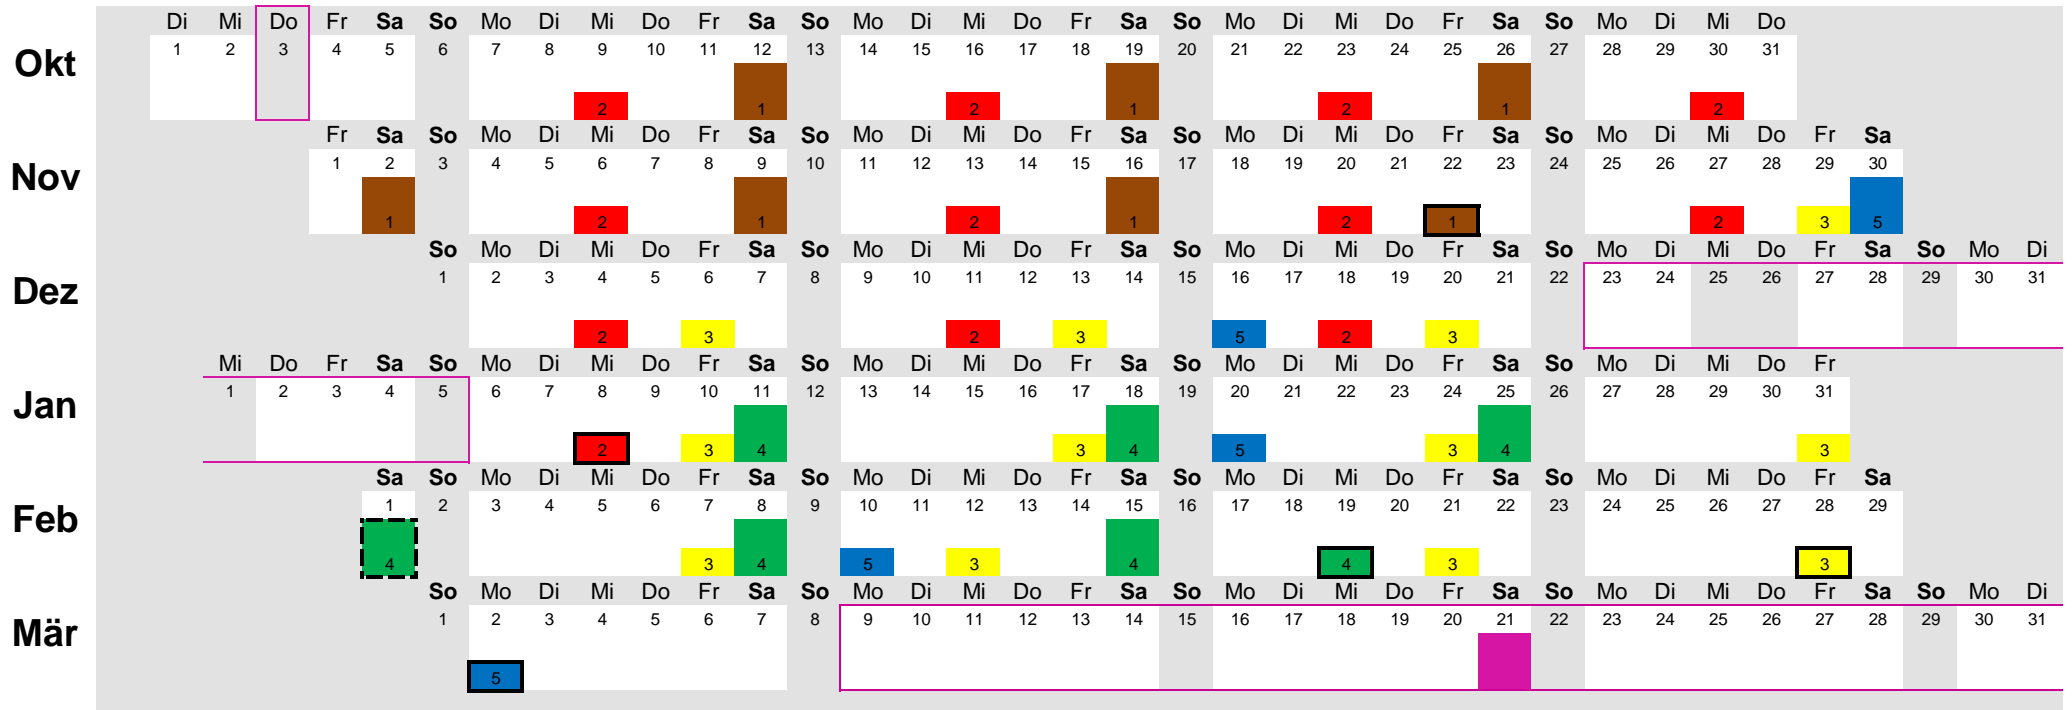 Di Mi Do Fr Sa So Mo Di Mi Do Fr Sa So Mo Di Mi Do Fr Sa So Mo Di Mi Do Fr Sa So Mo Di Mi Do
Okt 1 2 3 4 5 6 7 8 9 10 11 12 13 14 15 16 17 18 19 20 21 22 23 24 25 26 27 28 29 30 31
2 1 2 1 2 1 2
Fr Sa So Mo Di Mi Do Fr Sa So Mo Di Mi Do Fr Sa So Mo Di Mi Do Fr Sa So Mo Di Mi Do Fr Sa
Nov 1 2 3 4 5 6 7 8 9 10 11 12 13 14 15 16 17 18 19 20 21 22 23 24 25 26 27 28 29 30
1 2 1 2 1 2 1 2 3 5
So Mo Di Mi Do Fr Sa So Mo Di Mi Do Fr Sa So Mo Di Mi Do Fr Sa So Mo Di Mi Do Fr Sa So Mo Di
Dez 1 2 3 4 5 6 7 8 9 10 11 12 13 14 15 16 17 18 19 20 21 22 23 24 25 26 27 28 29 30 31
2 3 2 3 5 2 3
Mi Do Fr Sa So Mo Di Mi Do Fr Sa So Mo Di Mi Do Fr Sa So Mo Di Mi Do Fr Sa So Mo Di Mi Do Fr
Jan 1 2 3 4 5 6 7 8 9 10 11 12 13 14 15 16 17 18 19 20 21 22 23 24 25 26 27 28 29 30 31
2 3 4 3 4 5 3 4 3
Sa So Mo Di Mi Do Fr Sa So Mo Di Mi Do Fr Sa So Mo Di Mi Do Fr Sa So Mo Di Mi Do Fr Sa
Feb 1 2 3 4 5 6 7 8 9 10 11 12 13 14 15 16 17 18 19 20 21 22 23 24 25 26 27 28 29
4 3 4 5 3 4 4 3 3
So Mo Di Mi Do Fr Sa So Mo Di Mi Do Fr Sa So Mo Di Mi Do Fr Sa So Mo Di Mi Do Fr Sa So Mo Di
Mär 1 2 3 4 5 6 7 8 9 10 11 12 13 14 15 16 17 18 19 20 21 22 23 24 25 26 27 28 29 30 31
5